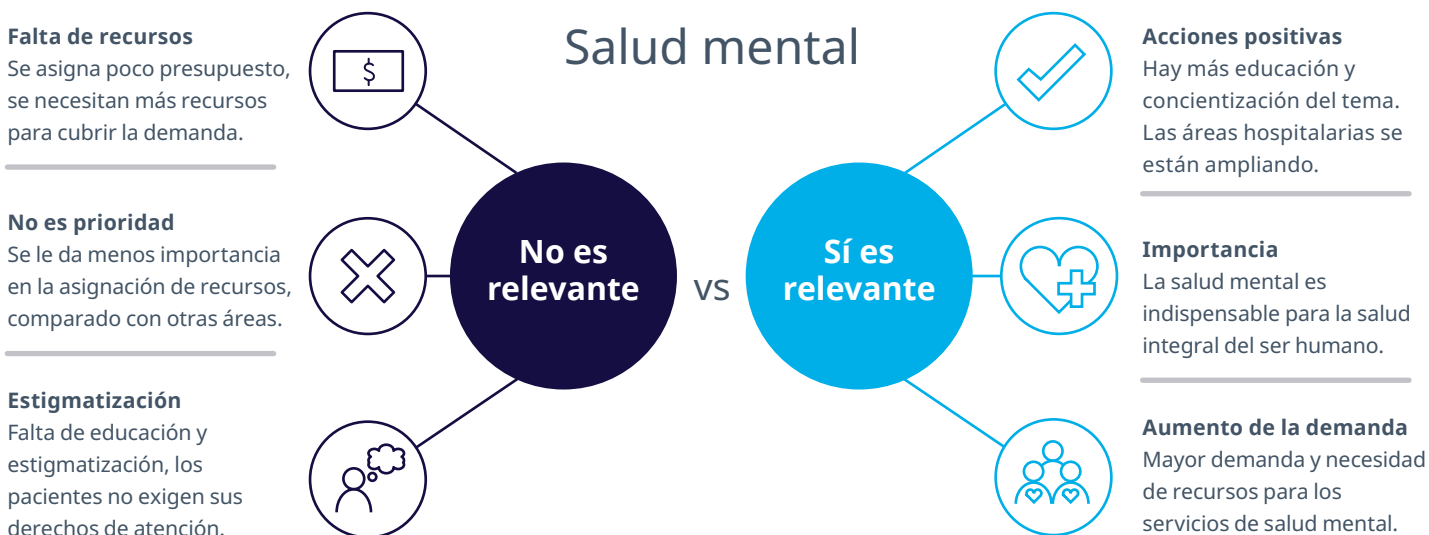 Salud mental
Falta de recursos
Se asigna poco presupuesto,
se necesitan más recursos
para cubrir la demanda.
$
No es prioridad
Se le da menos importancia
en la asignación de recursos,
comparado con otras áreas.
Estigmatización
Falta de educación y
estigmatización, los
pacientes no exigen sus
derechos de atención.
No es
relevante
vs
Sí es
relevante
Acciones positivas
Hay más educación y
concientización del tema.
Las áreas hospitalarias se
están ampliando.
Importancia
La salud mental es
indispensable para la salud
integral del ser humano.
Aumento de la demanda
Mayor demanda y necesidad
de recursos para los
servicios de salud mental.